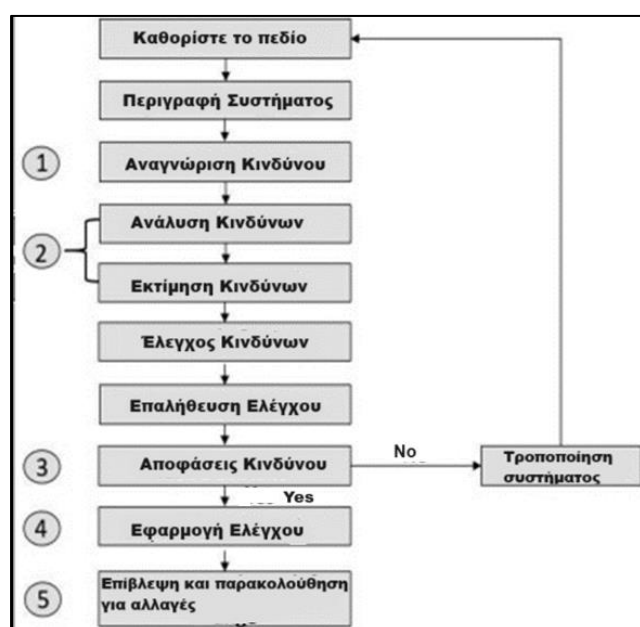 Καθορίστε το πεδίο
Περιγραφή Συστήματος
1
Αναγνώριση Κινδύνου
2
Ανάλυση Κινδύνων
Εκτίμηση Κινδύνων
Έλεγχος Κινδύνων
Επαλήθευση Ελέγχου
3
Αποφάσεις Κινδύνου
No
Τροποποίηση
συστήματος
Yes
4
Εφαρμογή Ελέγχου
5
Επίβλεψη και παρακολούθηση
για αλλαγές